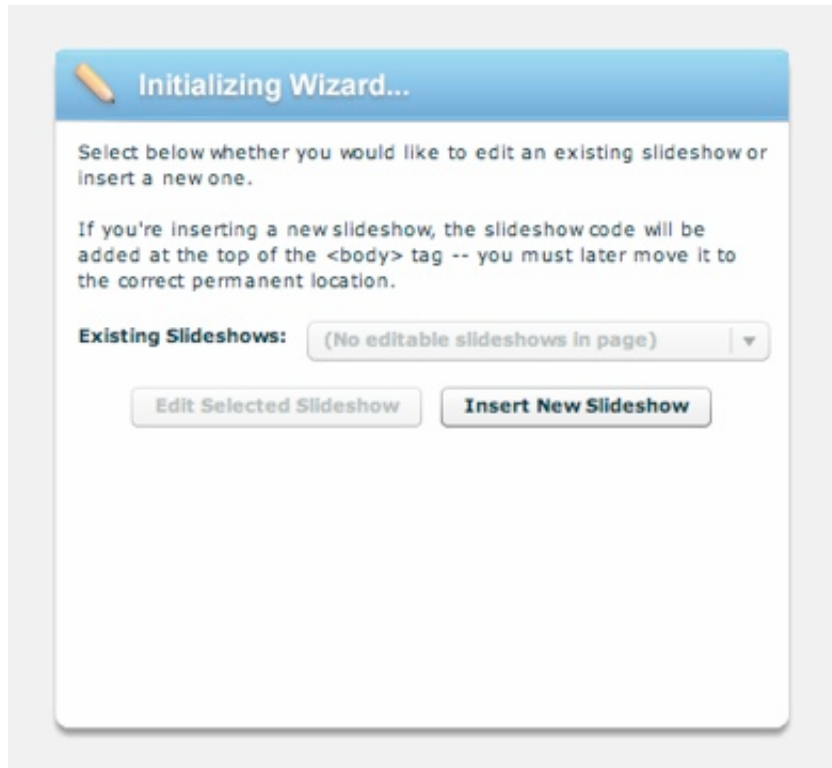 Initializing Wizard...
Select below whether you would like to edit an existing slideshow or
insert a new one.
If you're inserting a new slideshow, the slideshow code will be
added at the top of the <body> tag -- you must later move it to
the correct permanent location.
Existing Slideshows: (No editable slideshows in page)
Edit Selected Slideshow Insert New Slideshow